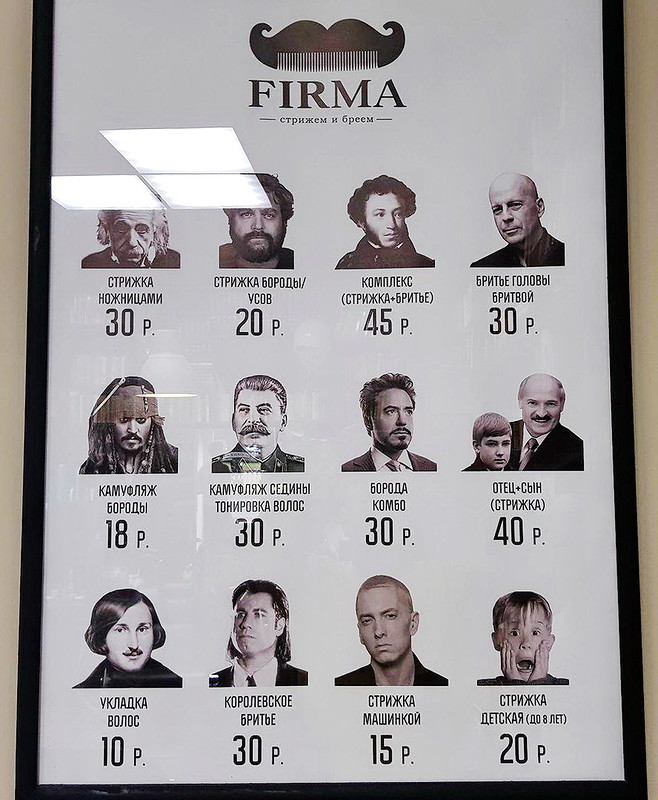 FIRMA
стрижем и бреем
СТРИЖКА
НОЖНИЦАМИ
30 Р.
СТРИЖКА БОРОДЫ/
УСОВ
20 Р.
КОМПЛЕКС
(СТРИЖКА+БРИТЬЕ)
45 Р.
БРИТЬЕ ГОЛОВЫ
БРИТВОЙ
30 Р.
КАМУФЛЯЖ
БОРОДЫ
18 Р.
КАМУФЛЯЖ СЕДИНЫ
ТОНИРОВКА ВОЛОС
30 Р.
БОРОДА
КОМБО
30 Р.
ОТЕЦ+СЫН
(СТРИЖКА)
40 Р.
УКЛАДКА
ВОЛОС
10 Р.
КОРОЛЕВСКОЕ
БРИТЬЕ
30 Р.
СТРИЖКА
МАШИНКОЙ
15 Р.
СТРИЖКА
ДЕТСКАЯ (ДО 8 ЛЕТ)
20 Р.